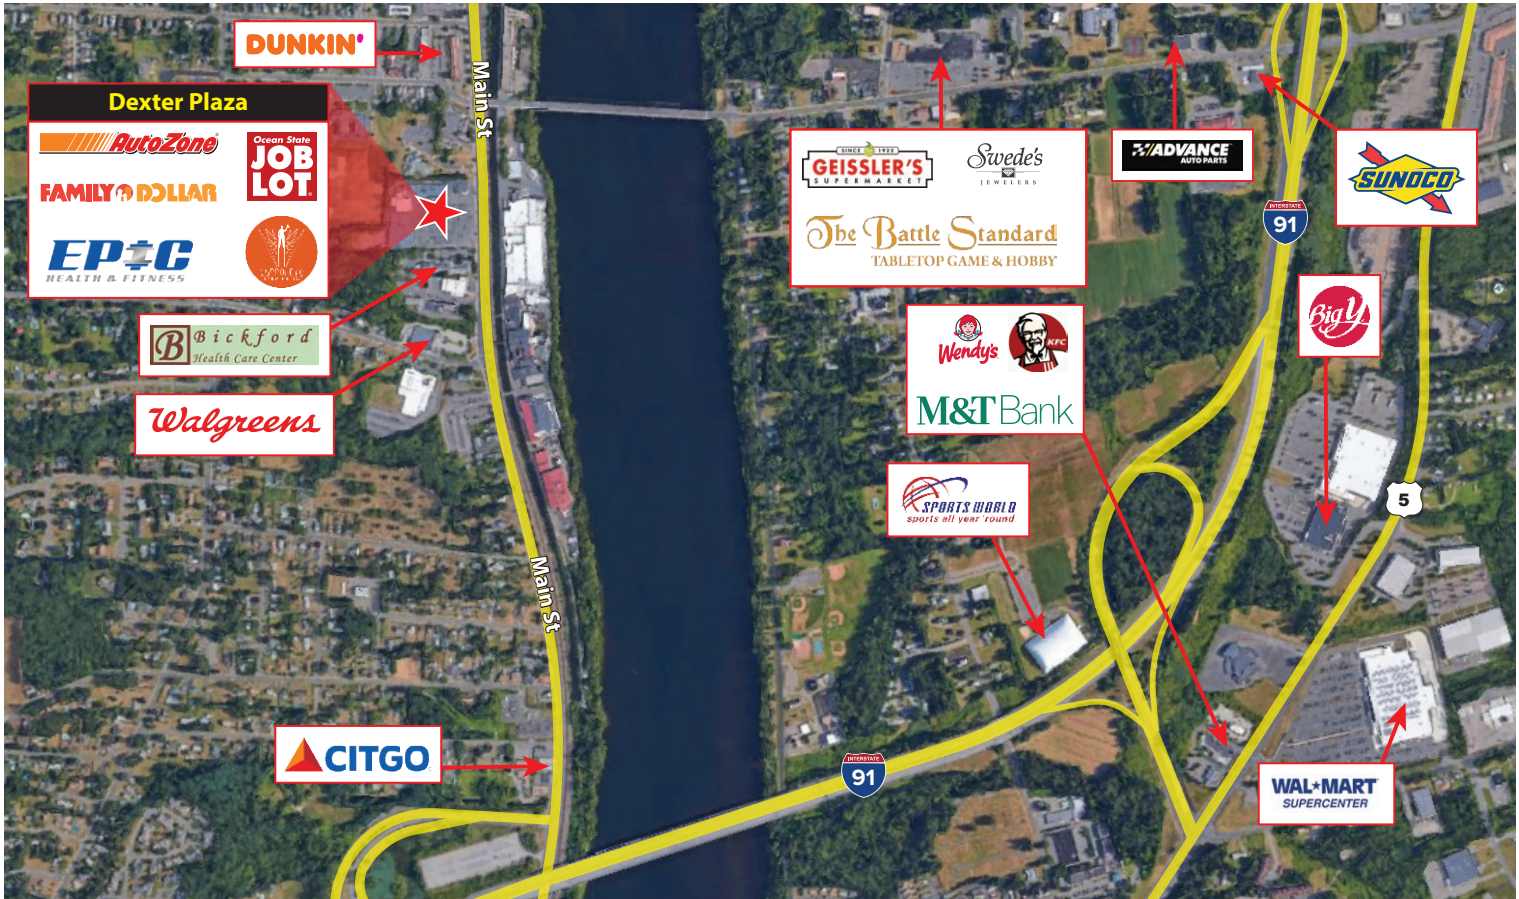 DUNKIN'
Main St
Dexter Plaza
AutoZone
Ocean State
JOB
LOT
FAMILY DOLLAR
EPIC
HEALTH & FITNESS
B Bickford
Health Care Center
Walgreens
SINCE 1923
GEISSLER'S
SUPERMARKET
Swede's
JEWELERS
The Battle Standard
TABLETOP GAME & HOBBY
ADVANCE
AUTO PARTS
SUNOCO
INTERSTATE
91
Big Y
Wendy's
KFC
M&T Bank
SPORTS WORLD
sports all year 'round
5
Main St
CITGO
INTERSTATE
91
WAL★MART
SUPERCENTER